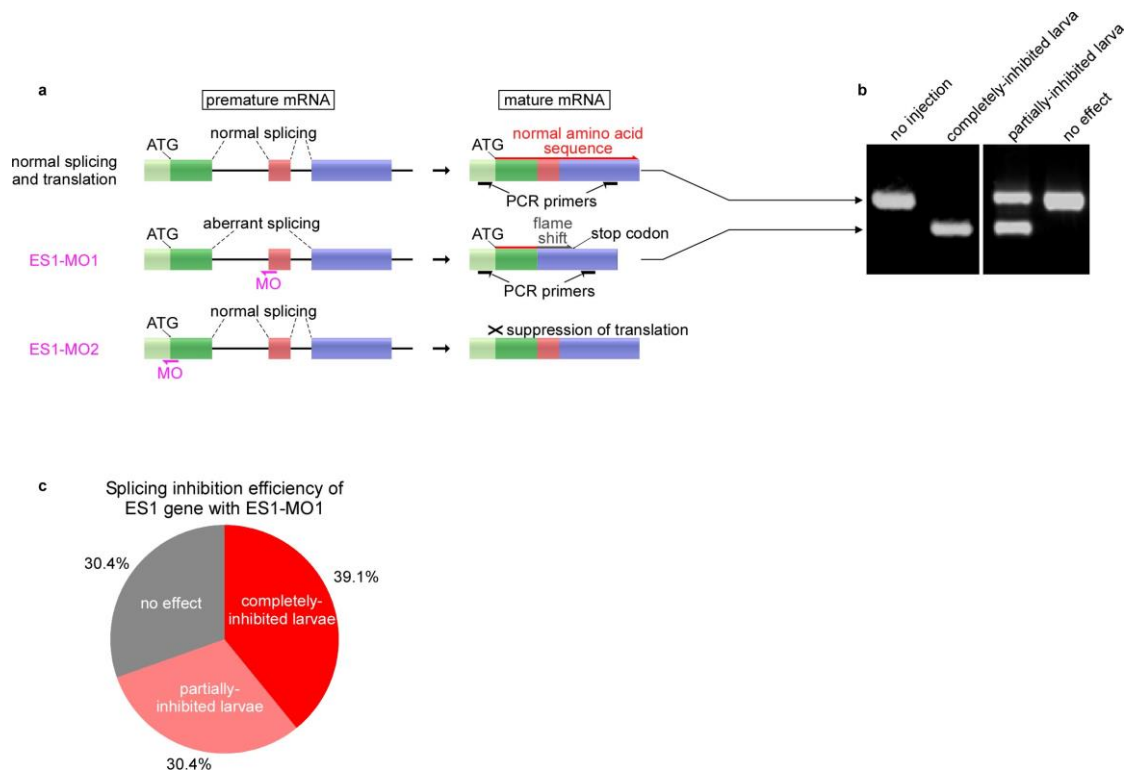 a
premature mRNA
mature mRNA
normal splicing
and translation
ATG
normal splicing
normal amino acid
sequence
PCR primers
ES1-MO1
ATG
aberrant splicing
MO
ATG
flame
shift
stop codon
PCR primers
ES1-MO2
ATG
normal splicing
MO
suppression of translation
b
no injection
completely-inhibited larva
partially-inhibited larva
no effect
c
Splicing inhibition efficiency of
ES1 gene with ES1-MO1
30.4%
no effect
39.1%
completely-
inhibited larvae
partially-
inhibited larvae
30.4%